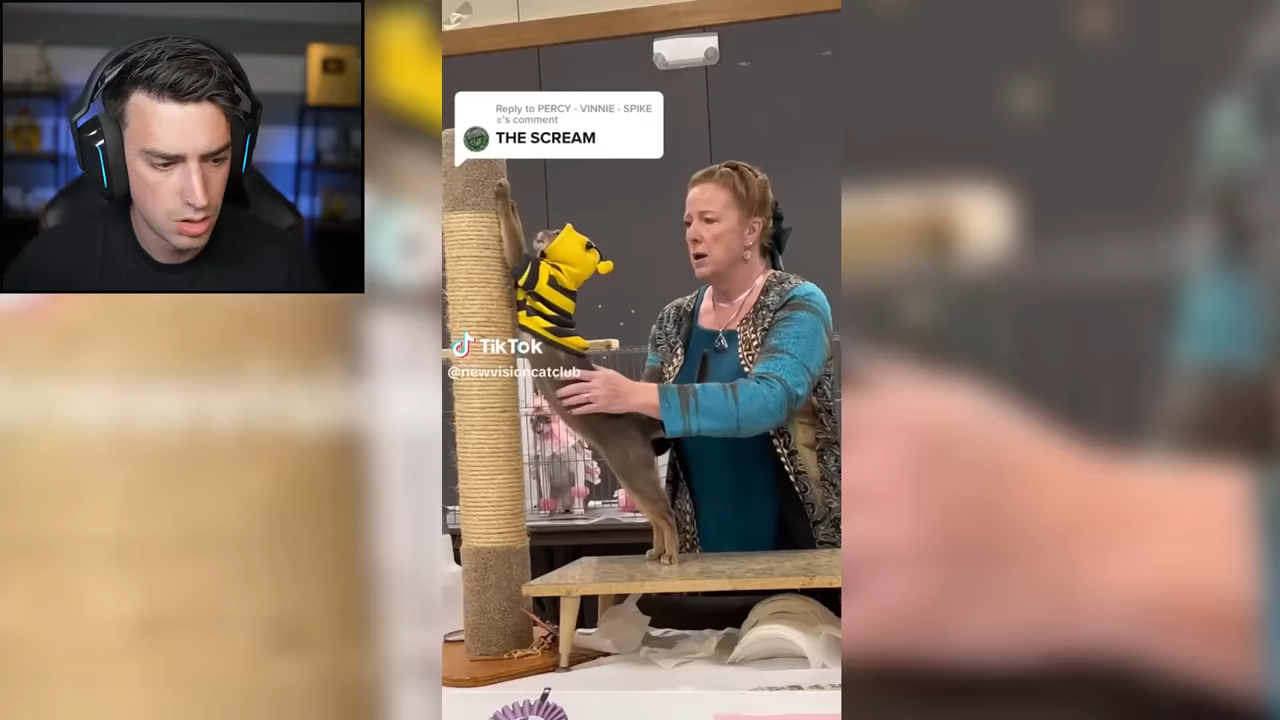 Reply to PERCY - VINNIE - SPIKE
c's comment
THE SCREAM
TikTok
@newvisioncatclub